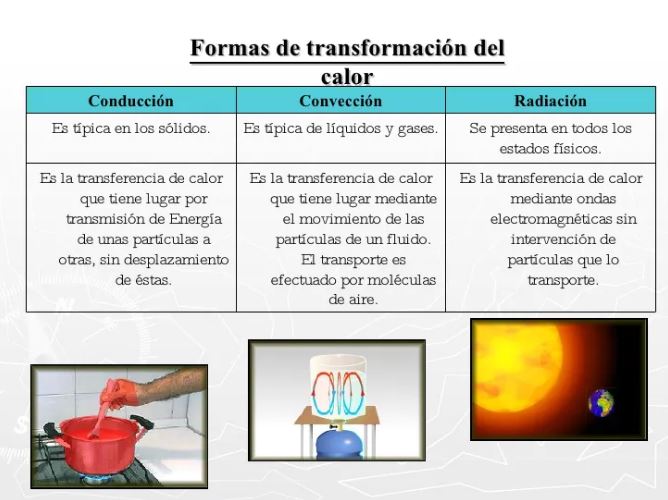 Formas de transformación del
calor
Conducción
Convección
Radiación
Es típica en los sólidos.
Es típica de líquidos y gases.
Se presenta en todos los
estados físicos.
Es la transferencia de calor
que tiene lugar por
transmisión de Energía
de unas partículas a
otras, sin desplazamiento
de éstas.
Es la transferencia de calor
que tiene lugar mediante
el movimiento de las
partículas de un fluido.
El transporte es
efectuado por moléculas
de aire.
Es la transferencia de calor
mediante ondas
electromagnéticas sin
intervención de
partículas que lo
transporte.